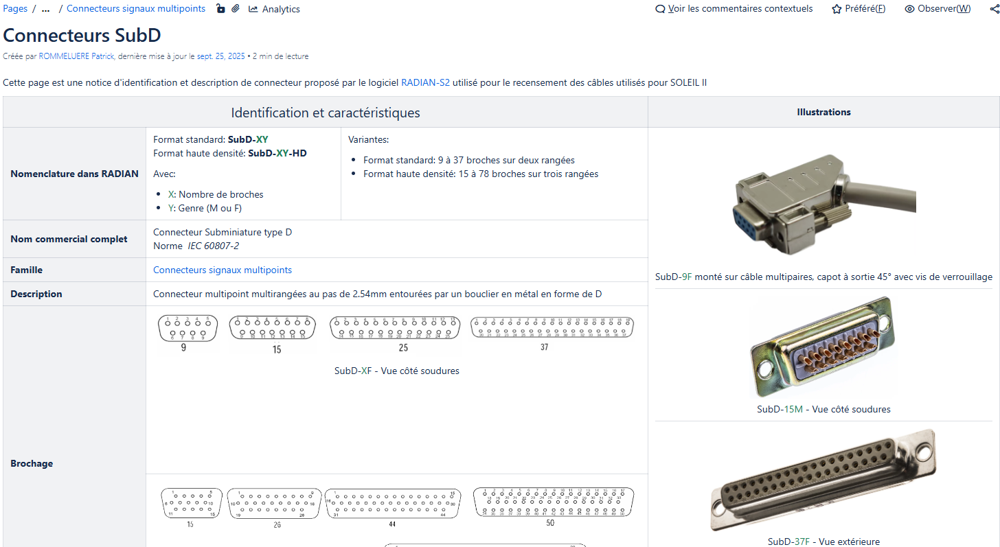 Pages / ... / Connecteurs signaux multipoints Analytics
Voir les commentaires contextuels Préféré(F) Observer(W)
Connecteurs SubD
Créée par ROMMELUERE Patrick, dernière mise à jour le sept. 25, 2025 • 2 min de lecture
Cette page est une notice d'identification et description de connecteur proposé par le logiciel RADIAN-S2 utilisé pour le recensement des câbles utilisés pour SOLEIL II
Identification et caractéristiques
Illustrations
Nomenclature dans RADIAN
Format standard: SubD-XY
Format haute densité: SubD-XY-HD
Avec:
• X: Nombre de broches
• Y: Genre (M ou F)
Variantes:
• Format standard: 9 à 37 broches sur deux rangées
• Format haute densité: 15 à 78 broches sur trois rangées
Nom commercial complet
Connecteur Subminiature type D
Norme IEC 60807-2
Famille
Connecteurs signaux multipoints
Description
Connecteur multipoint multirangées au pas de 2.54mm entourées par un bouclier en métal en forme de D
Brochage
9 15 25 37
SubD-XF - Vue côté soudures
15 26 44 50
SubD-9F monté sur câble multipaires, capot à sortie 45° avec vis de verrouillage
SubD-15M - Vue côté soudures
SubD-37F - Vue extérieure